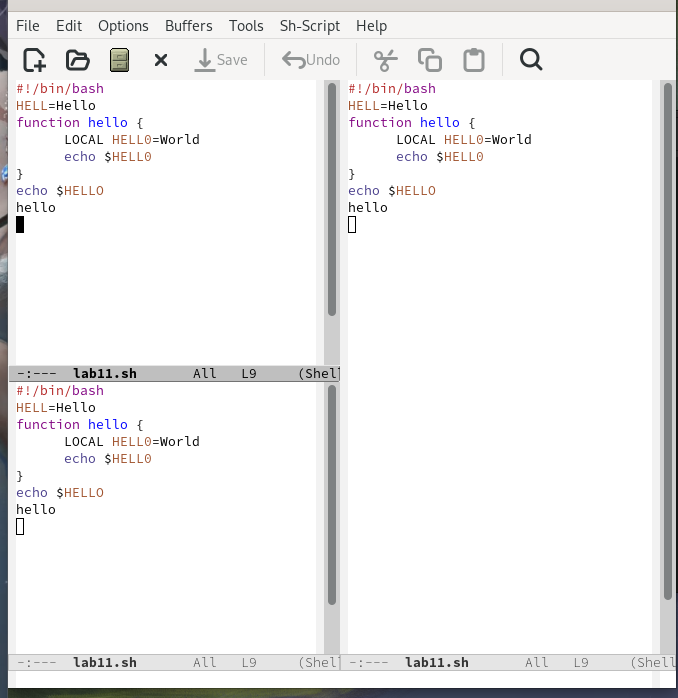 File Edit Options Buffers Tools Sh-Script Help
Save Undo
#!/bin/bash
HELL=Hello
function hello {
LOCAL HELL0=World
echo $HELL0
}
echo $HELLO
hello
-:--- lab11.sh All L9 (Shel
#!/bin/bash
HELL=Hello
function hello {
LOCAL HELL0=World
echo $HELL0
}
echo $HELLO
hello
-:--- lab11.sh All L9 (Shel
#!/bin/bash
HELL=Hello
function hello {
LOCAL HELL0=World
echo $HELL0
}
echo $HELLO
hello
-:--- lab11.sh All L9 (Shel